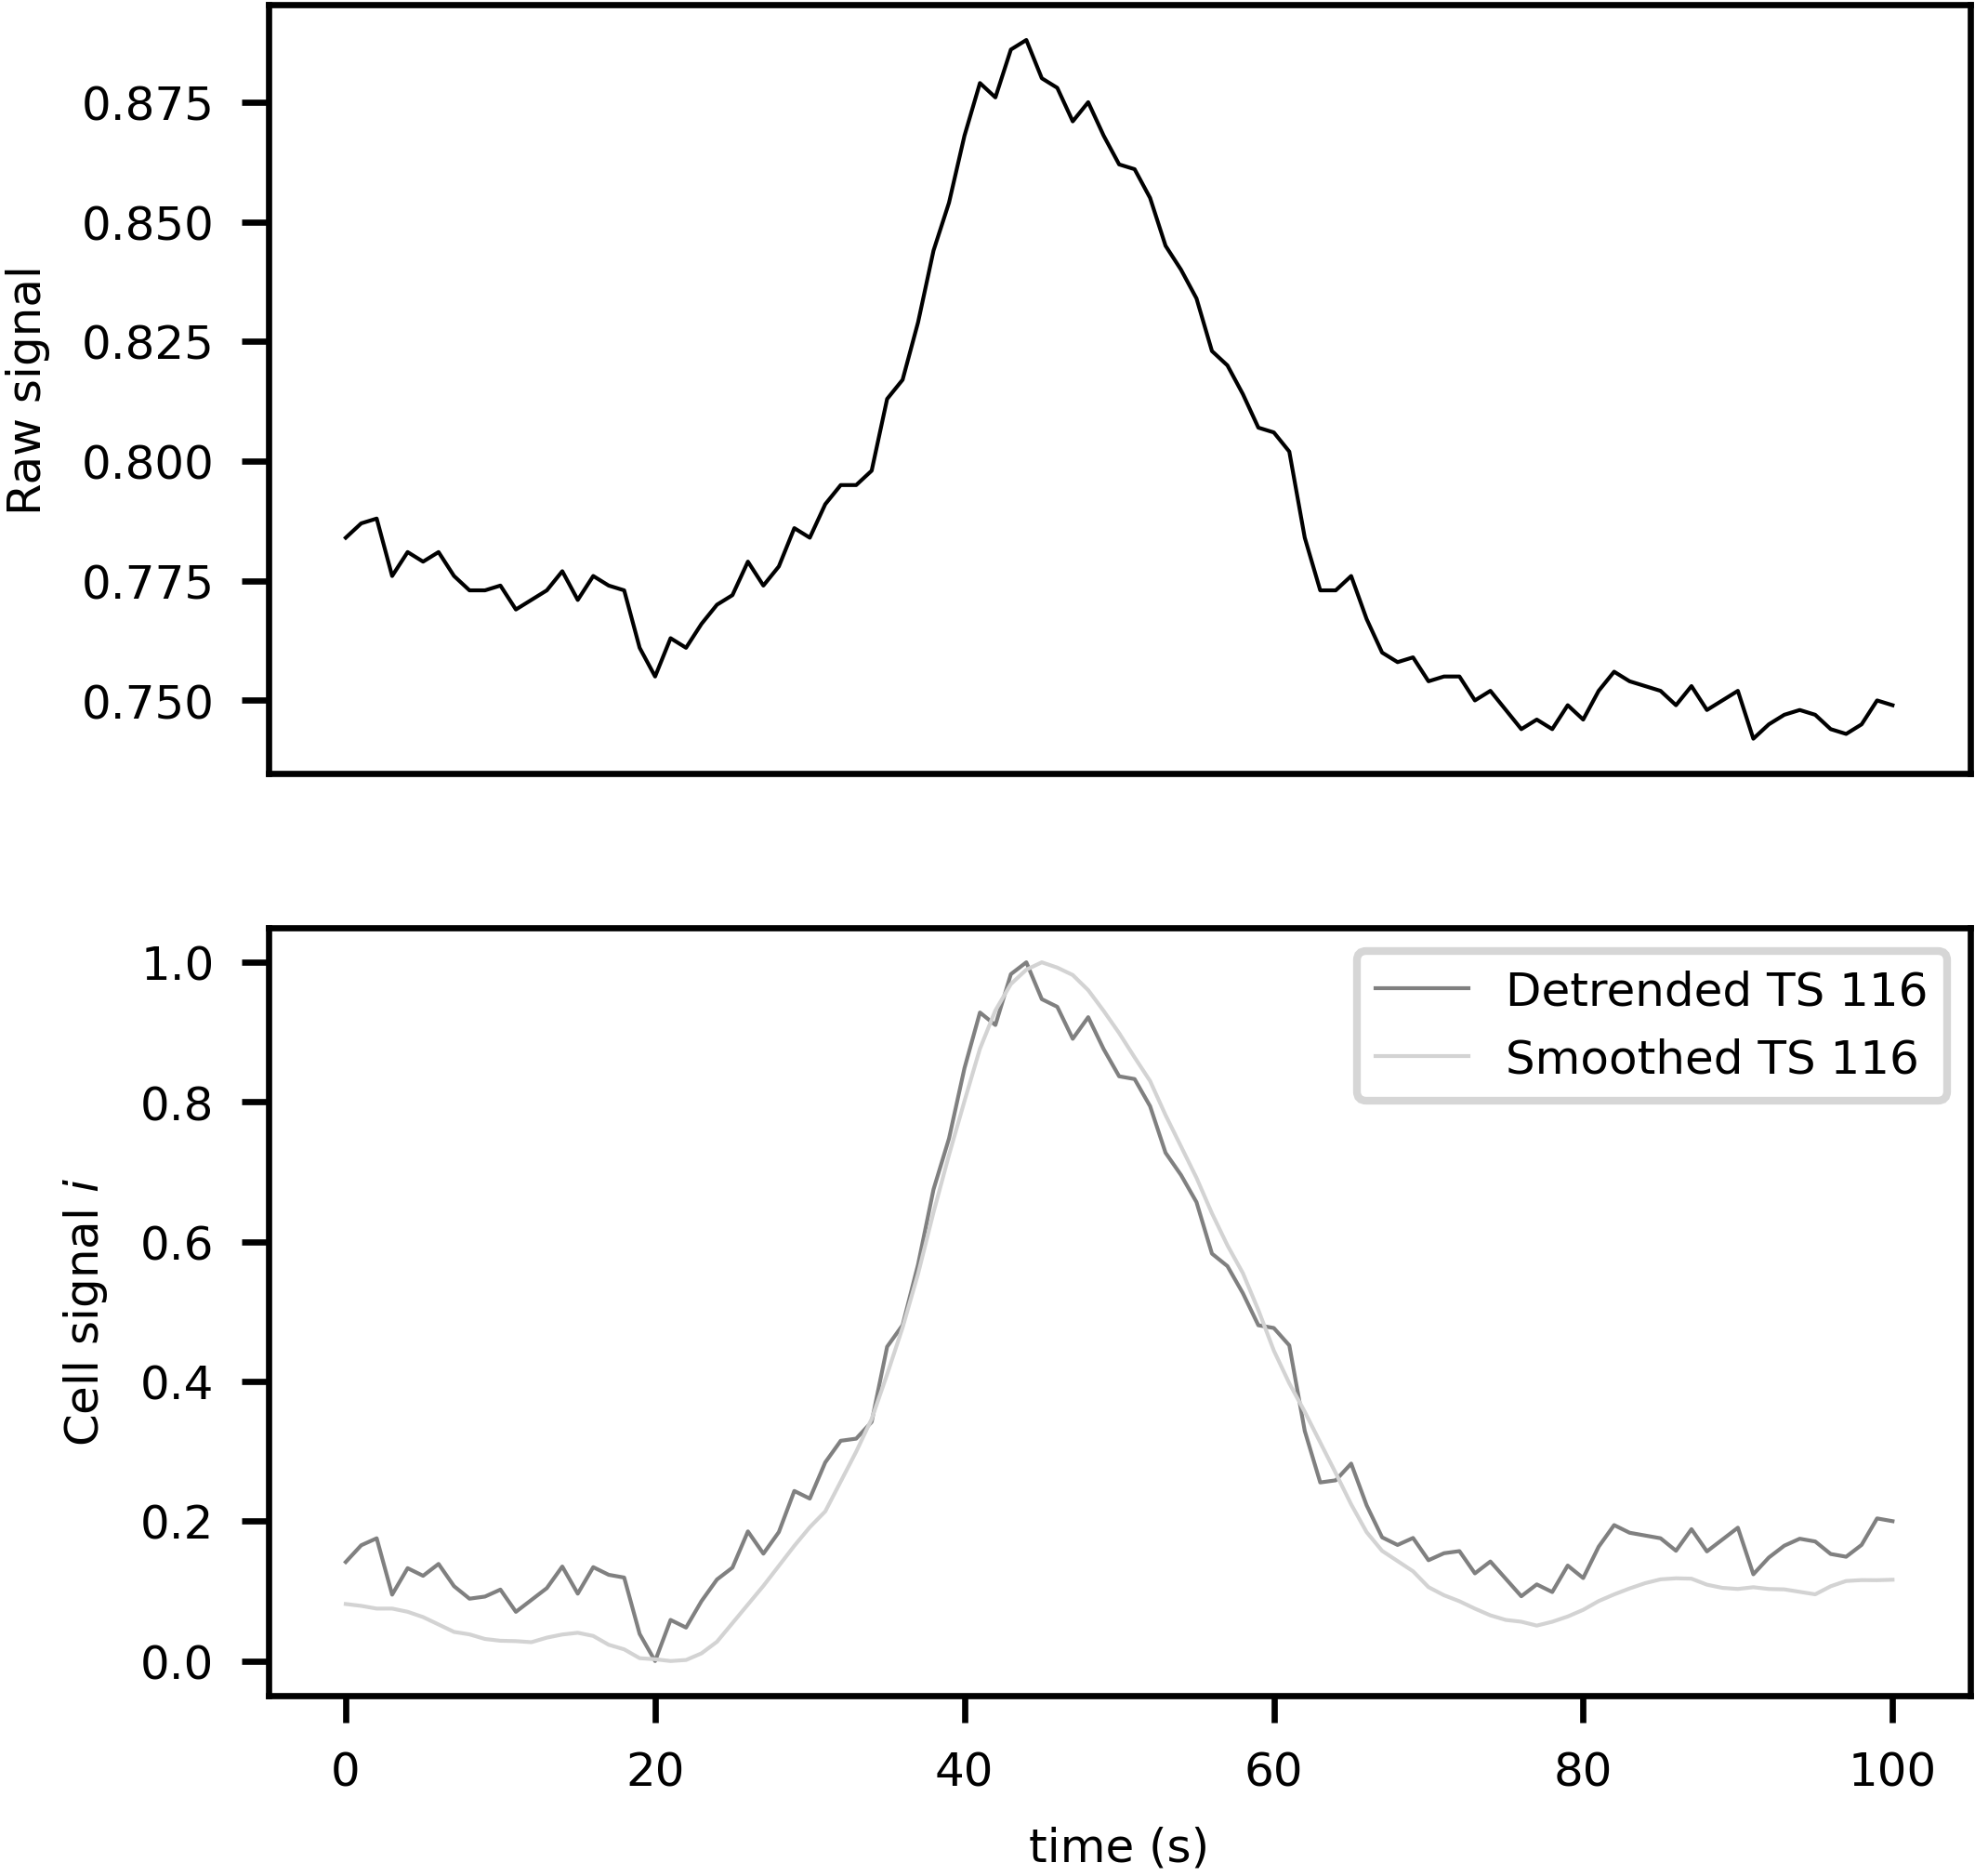 Raw signal
0.875
0.850
0.825
0.800
0.775
0.750
Cell signal i
1.0
0.8
0.6
0.4
0.2
0.0
Detrended TS 116
Smoothed TS 116
0 20 40 60 80 100
time (s)